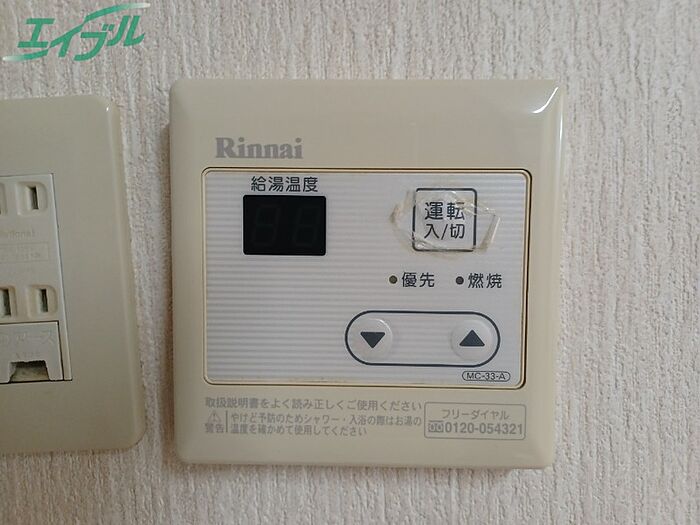 エイブル
Rinnai
給湯温度
運転
入/切
優先 燃焼
MC-33-A
取扱説明書をよく読み正しくご使用ください
警告
やけど予防のためシャワー・入浴の際はお湯の
温度を確かめて使用してください
フリーダイヤル
0120-054321